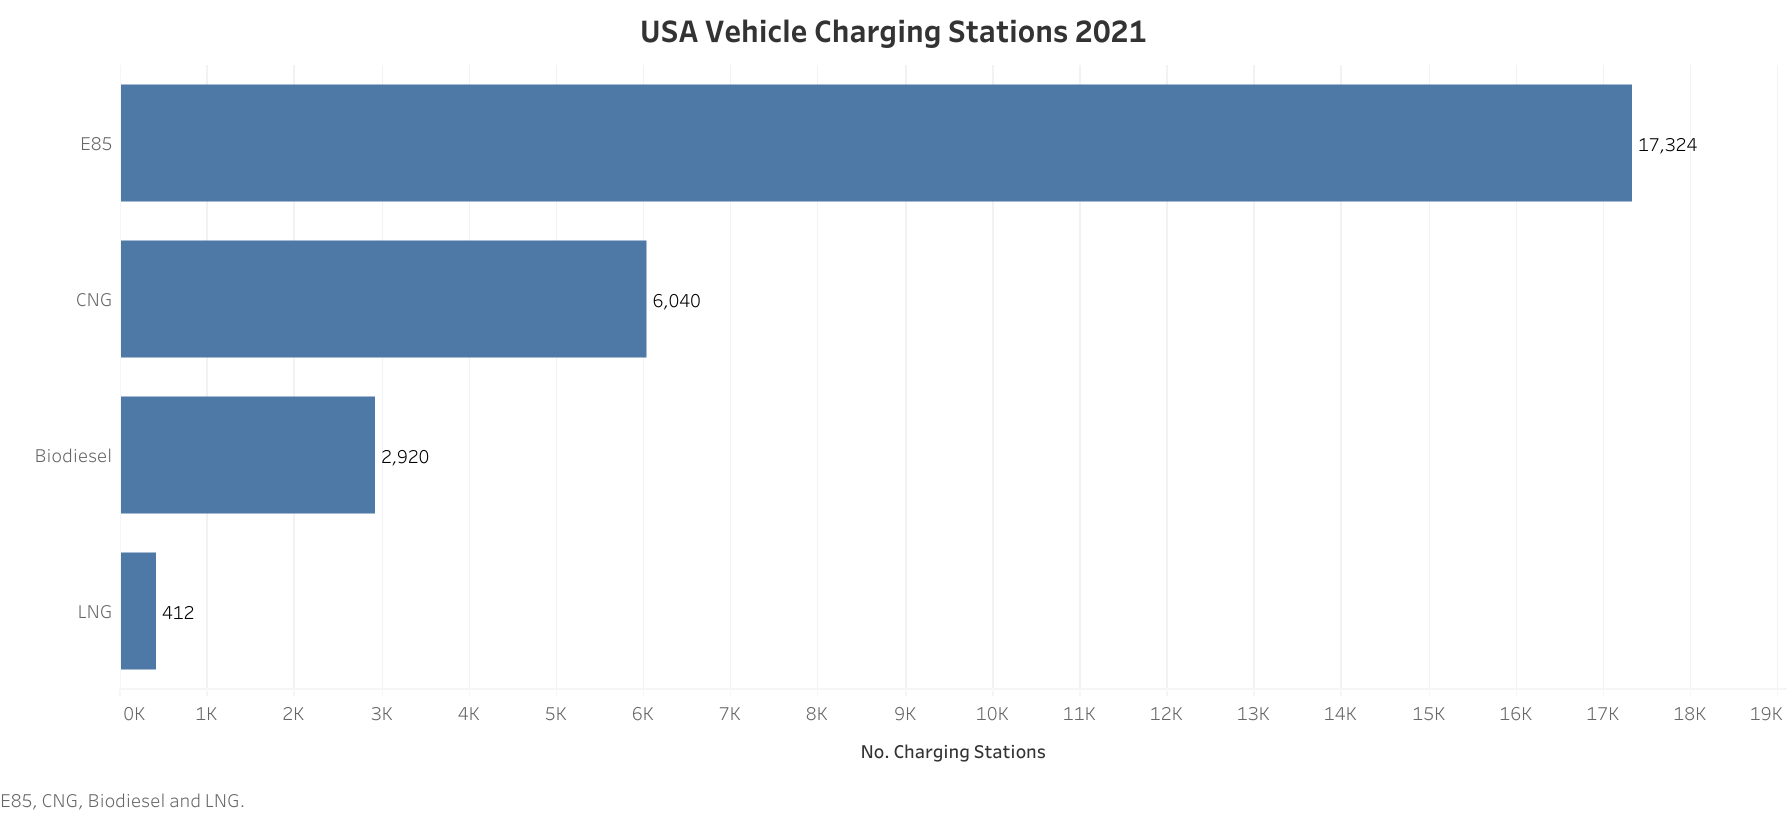 USA Vehicle Charging Stations 2021
E85
17,324
CNG
6,040
Biodiesel
2,920
LNG
412
0K 1K 2K 3K 4K 5K 6K 7K 8K 9K 10K 11K 12K 13K 14K 15K 16K 17K 18K 19K
No. Charging Stations
E85, CNG, Biodiesel and LNG.